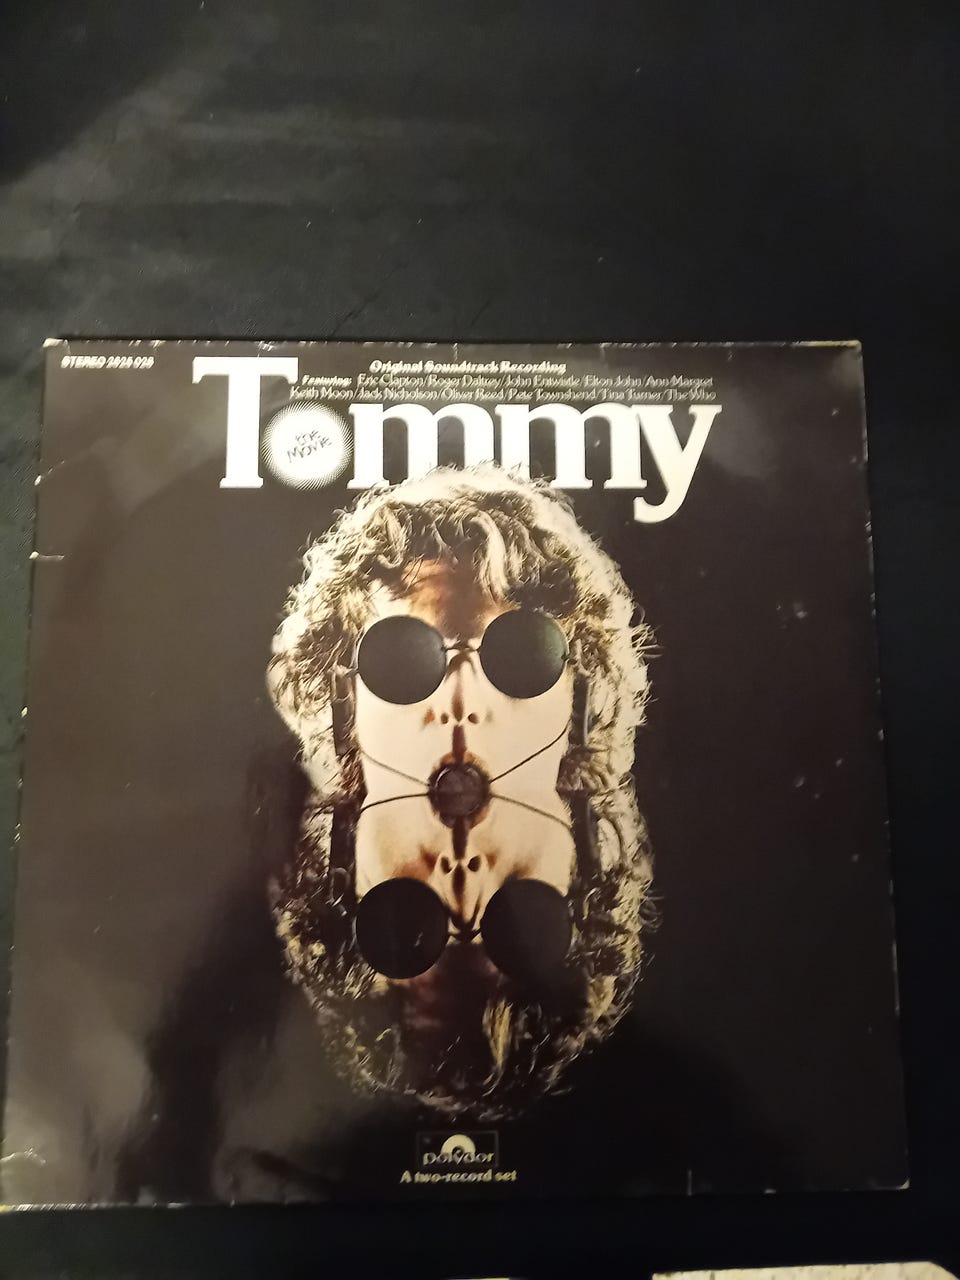 STEREO 2625 028
Original Soundtrack Recording
Featuring: Eric Clapton/Roger Daltrey/John Entwistle/Elton John/Ann-Margret
Keith Moon/Jack Nicholson/Oliver Reed/Pete Townshend/Tina Turner/The Who
Tommy
the
MOVIE
polydor
A two-record set